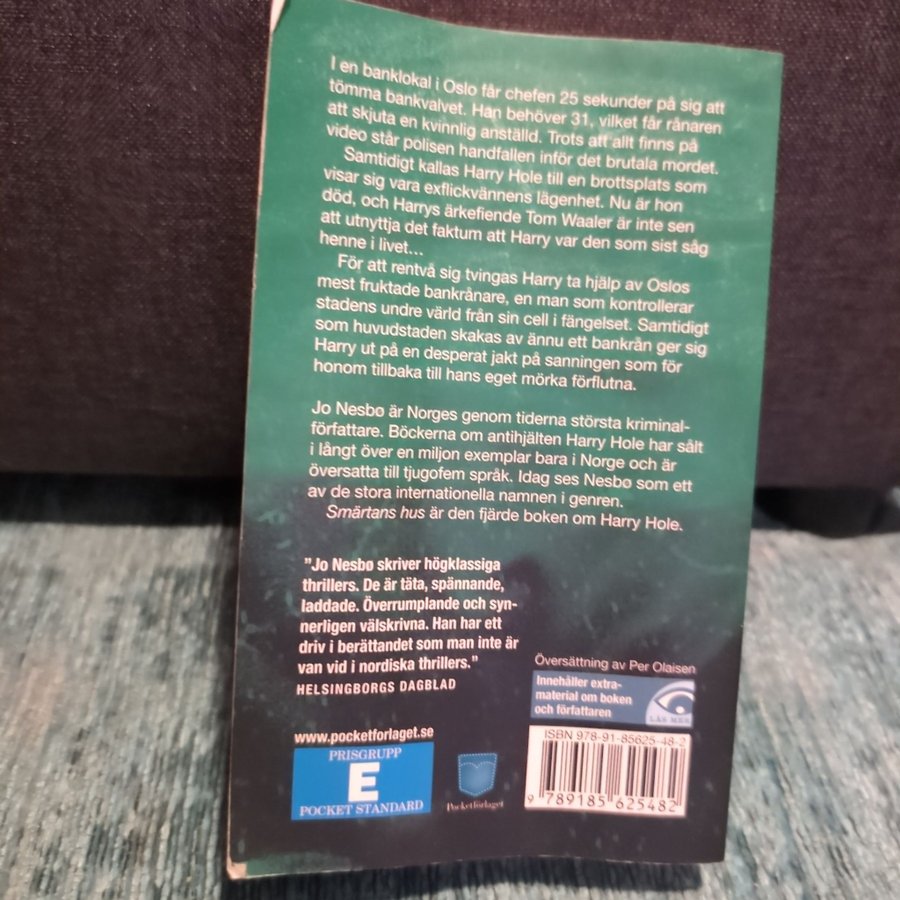 I en banklokal i Oslo får chefen 25 sekunder på sig att
tömma bankvalvet. Han behöver 31, vilket får rånaren
att skjuta en kvinnlig anställd. Trots att allt finns på
video står polisen handfallen inför det brutala mordet.
Samtidigt kallas Harry Hole till en brottsplats som
visar sig vara exflickvännens lägenhet. Nu är hon
död, och Harrys ärkefiende Tom Waaler är inte sen
att utnyttja det faktum att Harry var den som sist såg
henne i livet...
För att rentvå sig tvingas Harry ta hjälp av Oslos
mest fruktade bankrånare, en man som kontrollerar
stadens undre värld från sin cell i fängelset. Samtidigt
som huvudstaden skakas av ännu ett bankrån ger sig
Harry ut på en desperat jakt på sanningen som för
honom tillbaka till hans eget mörka förflutna.
Jo Nesbø är Norges genom tiderna största kriminal-
författare. Böckerna om antihjälten Harry Hole har sålt
i långt över en miljon exemplar bara i Norge och är
översatta till tjugofem språk. Idag ses Nesbø som ett
av de stora internationella namnen i genren.
Smärtans hus är den fjärde boken om Harry Hole.
"Jo Nesbø skriver högklassiga
thrillers. De är täta, spännande,
laddade. Överrumplande och syn-
nerligen välskrivna. Han har ett
driv i berättandet som man inte är
van vid i nordiska thrillers."
HELSINGBORGS DAGBLAD
Översättning av Per Olaisen
Innehåller extra-
material om boken
och författaren
LÄS MER
www.pocketforlaget.se
PRISGRUPP
E
POCKET STANDARD
Pocketförlaget
ISBN 978-91-85625-48-2
9 789185 625482